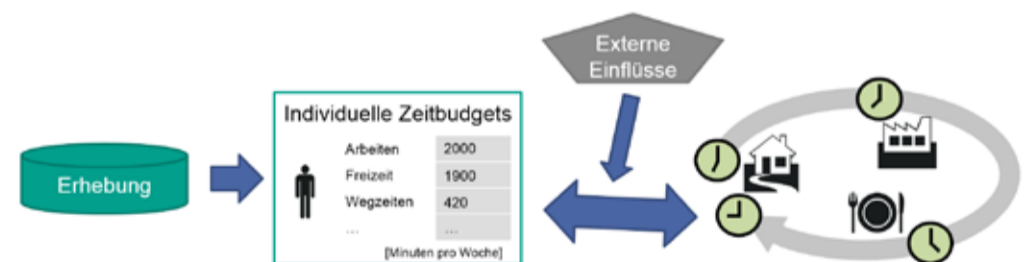 Externe
Einflüsse
Individuelle Zeitbudgets
Arbeiten 2000
Freizeit 1900
Wegzeiten 420
... ...
[Minuten pro Woche]
Erhebung